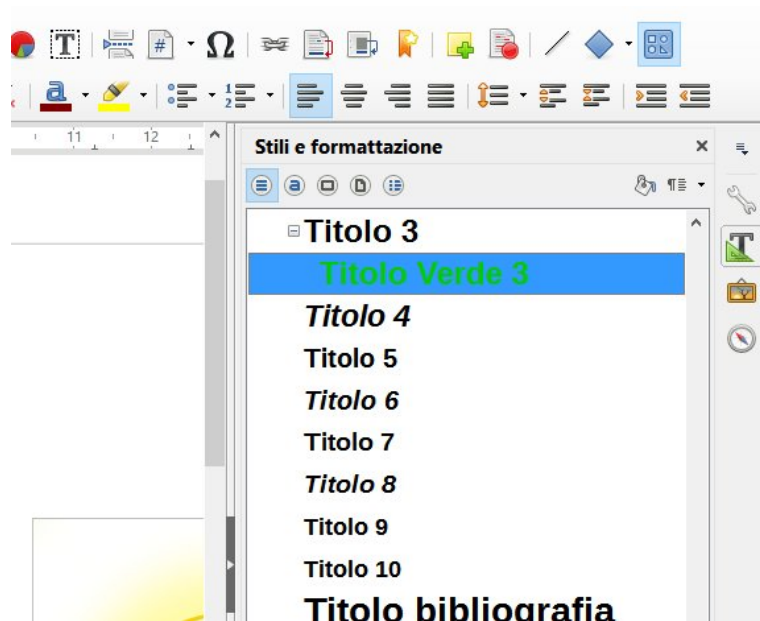 11 12
Stili e formattazione
Titolo 3
Titolo Verde 3
Titolo 4
Titolo 5
Titolo 6
Titolo 7
Titolo 8
Titolo 9
Titolo 10
Titolo bibliografia